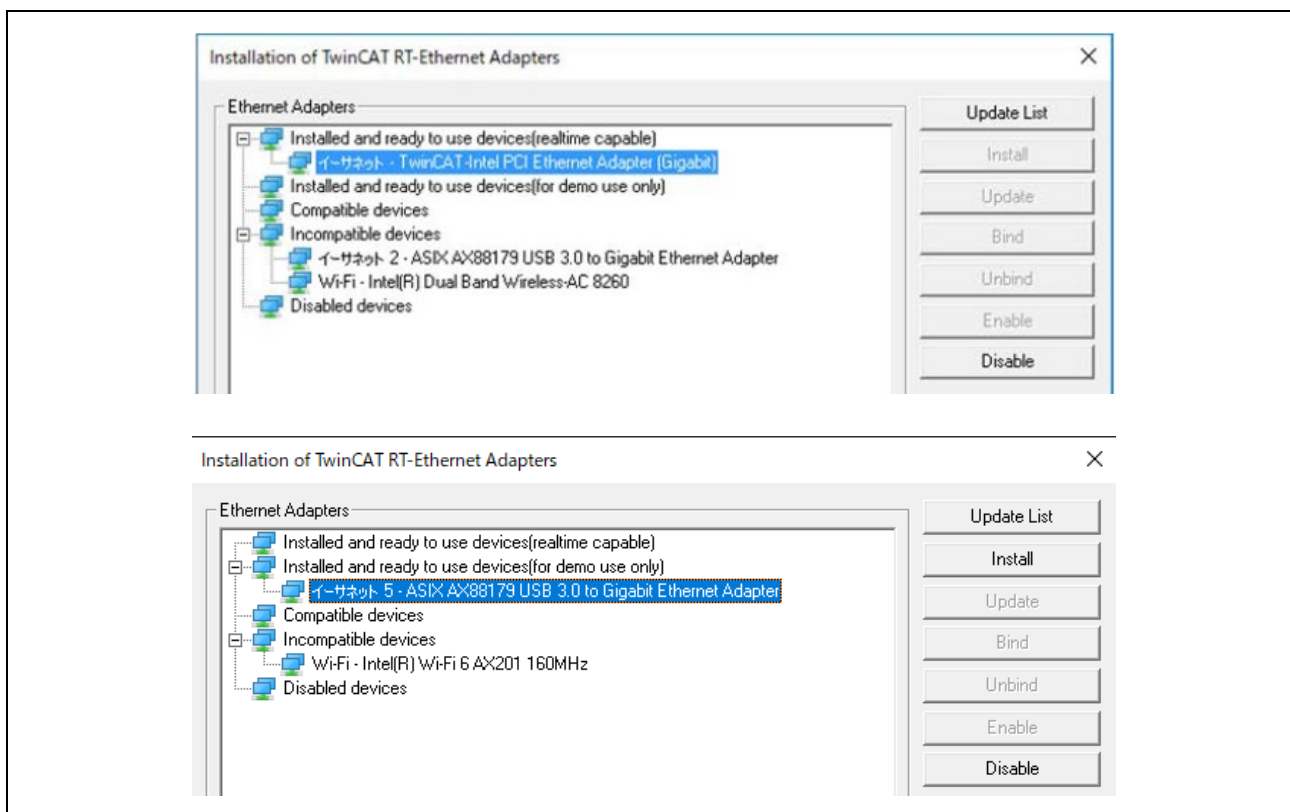 Installation of TwinCAT RT-Ethernet Adapters
Ethernet Adapters
Installed and ready to use devices(realtime capable)
イーサネット - TwinCAT-Intel PCI Ethernet Adapter (Gigabit)
Installed and ready to use devices(for demo use only)
Compatible devices
Incompatible devices
イーサネット 2 - ASIX AX88179 USB 3.0 to Gigabit Ethernet Adapter
Wi-Fi - Intel(R) Dual Band Wireless-AC 8260
Disabled devices
Update List
Install
Update
Bind
Unbind
Enable
Disable
Installation of TwinCAT RT-Ethernet Adapters
Ethernet Adapters
Installed and ready to use devices(realtime capable)
Installed and ready to use devices(for demo use only)
イーサネット 5 - ASIX AX88179 USB 3.0 to Gigabit Ethernet Adapter
Compatible devices
Incompatible devices
Wi-Fi - Intel(R) Wi-Fi 6 AX201 160MHz
Disabled devices
Update List
Install
Update
Bind
Unbind
Enable
Disable